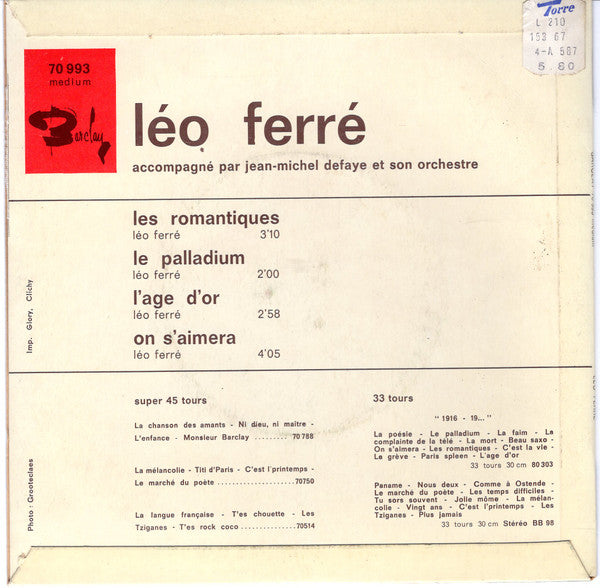 Torre
L 210
163 67
4-A 587
5.80
70 993
medium
Barclay
léo ferré
accompagné par jean-michel defaye et son orchestre
les romantiques
léo ferré 3'10
le palladium
léo ferré 2'00
l'age d'or
léo ferré 2'58
on s'aimera
léo ferré 4'05
Imp. Glory, Clichy
Photo : Grooteclaes
super 45 tours
La chanson des amants - Ni dieu, ni maitre -
L'enfance - Monsieur Barclay ......... 70 788
La mélancolie - Titi d'Paris - C'est l'printemps -
Le marché du poète ................... 70750
La langue française - T'es chouette - Les
Tziganes - T'es rock coco .............. 70514
33 tours
" 1916 - 19... "
La poésie - Le palladium - La faim - La
complainte de la télé - La mort - Beau saxo -
On s'aimera - Les romantiques - C'est la vie -
La grève - Paris spleen - L'age d'or
33 tours 30 cm 80 303
Paname - Nous deux - Comme à Ostende -
Le marché du poète - Les temps difficiles -
Tu sors souvent - Jolie môme - La mélan-
colie - Vingt ans - C'est l'printemps - Les
Tziganes - Plus jamais
33 tours 30 cm Stéréo BB 98